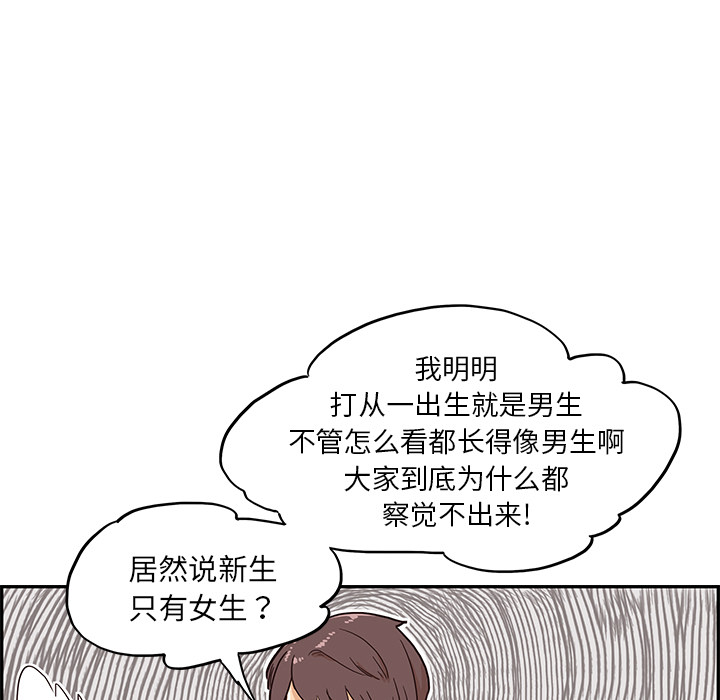 我明明
打从一出生就是男生
不管怎么看都长得像男生啊
大家到底为什么都
察觉不出来!
居然说新生
只有女生？